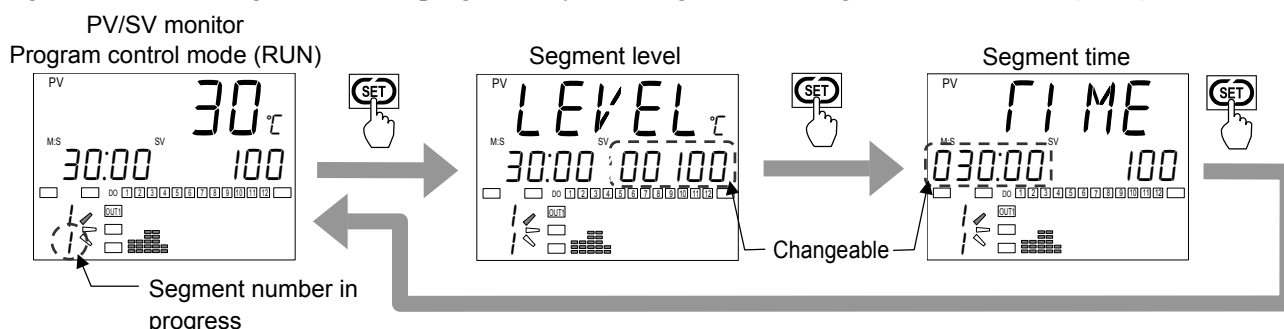 PV/SV monitor
Program control mode (RUN)
Segment level
Segment time
PV
30 ℃
M:S
SV
30:00
100
DO 1 2 3 4 5 6 7 8 9 10 11 12
1
1
OUT1
SET
PV
LEVEL ℃
M:S
SV
30:00
00100
DO 1 2 3 4 5 6 7 8 9 10 11 12
1
1
OUT1
SET
PV
TIME
M:S
SV
030:00
100
DO 1 2 3 4 5 6 7 8 9 10 11 12
1
1
OUT1
SET
Changeable
Segment number in
progress